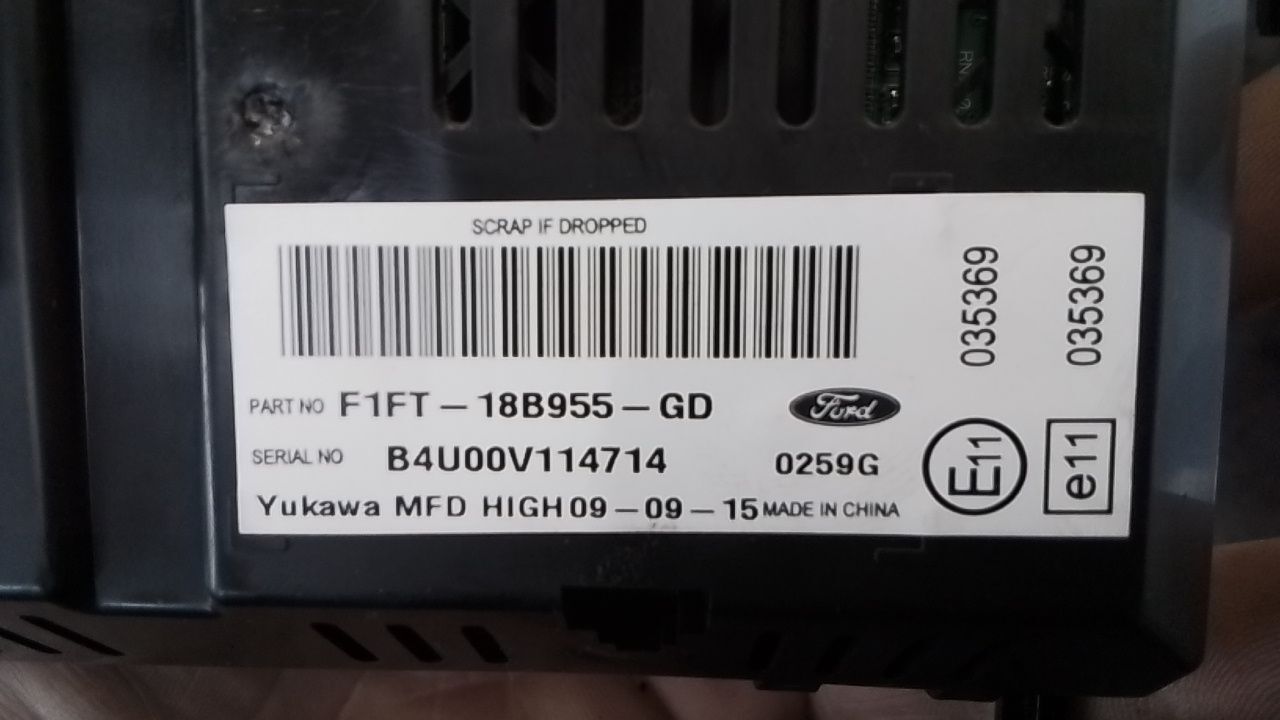 SCRAP IF DROPPED
PART NO F1FT-18B955-GD
Ford
SERIAL NO B4U00V114714 0259G
Yukawa MFD HIGH 09-09-15 MADE IN CHINA
035369
E11
035369
e11
RN